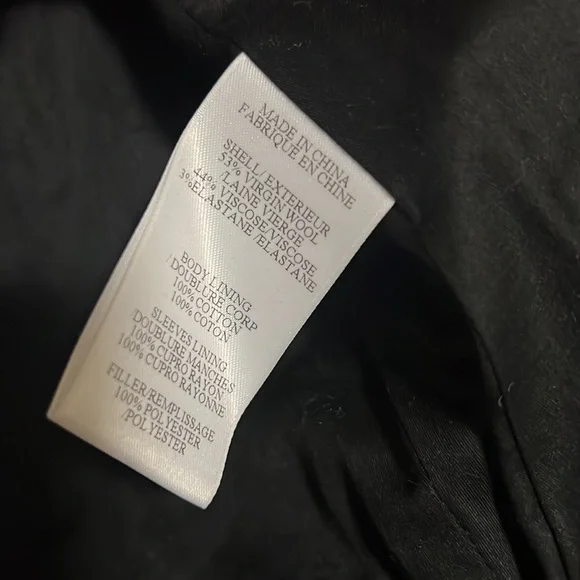 MADE IN CHINA
FABRIQUE EN CHINE
SHELL/ EXTERIEUR
53% VIRGIN WOOL
/LAINE VIERGE
44% VISCOSE/VISCOSE
3%ELASTANE /ELASTANE
BODY LINING
/DOUBLURE CORP
100% COTTON
100% COTON
SLEEVES LINING
/DOUBLURE MANCHES
100% CUPRO RAYON
100% CUPRO RAYONNE
FILLER/REMPLISSAGE
100% POLYESTER
/POLYESTER